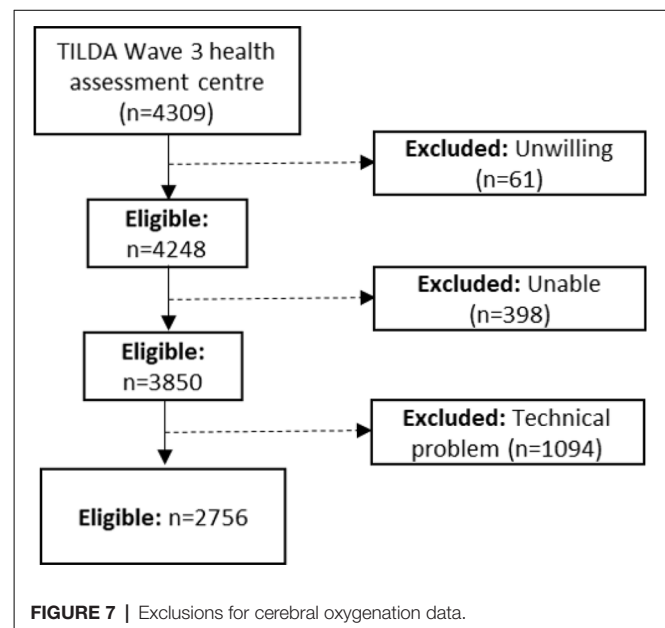 TILDA Wave 3 health
assessment centre
(n=4309)
Excluded: Unwilling
(n=61)
Eligible:
n=4248
Excluded: Unable
(n=398)
Eligible:
n=3850
Excluded: Technical
problem (n=1094)
Eligible: n=2756
FIGURE 7 | Exclusions for cerebral oxygenation data.